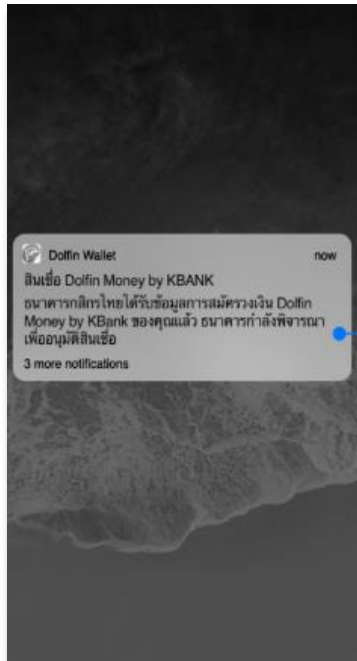 Dolfin Wallet now
สินเชื่อ Dolfin Money by KBANK
ธนาคารกสิกรไทยได้รับข้อมูลการสมัครวงเงิน Dolfin
Money by KBank ของคุณแล้ว ธนาคารกำลังพิจารณา
เพื่ออนุมัติสินเชื่อ
3 more notifications